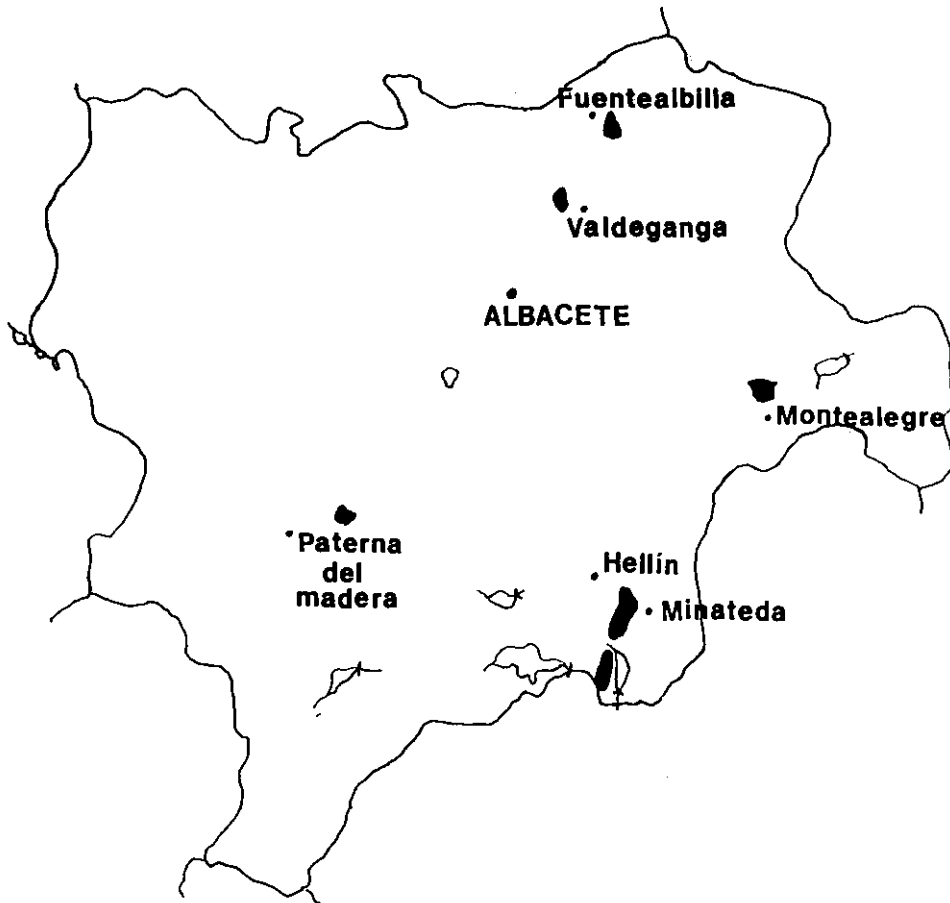 Fuentealbilla
Valdeganga
ALBACETE
Montealegre
Paterna
del
madera
Hellín
Minateda